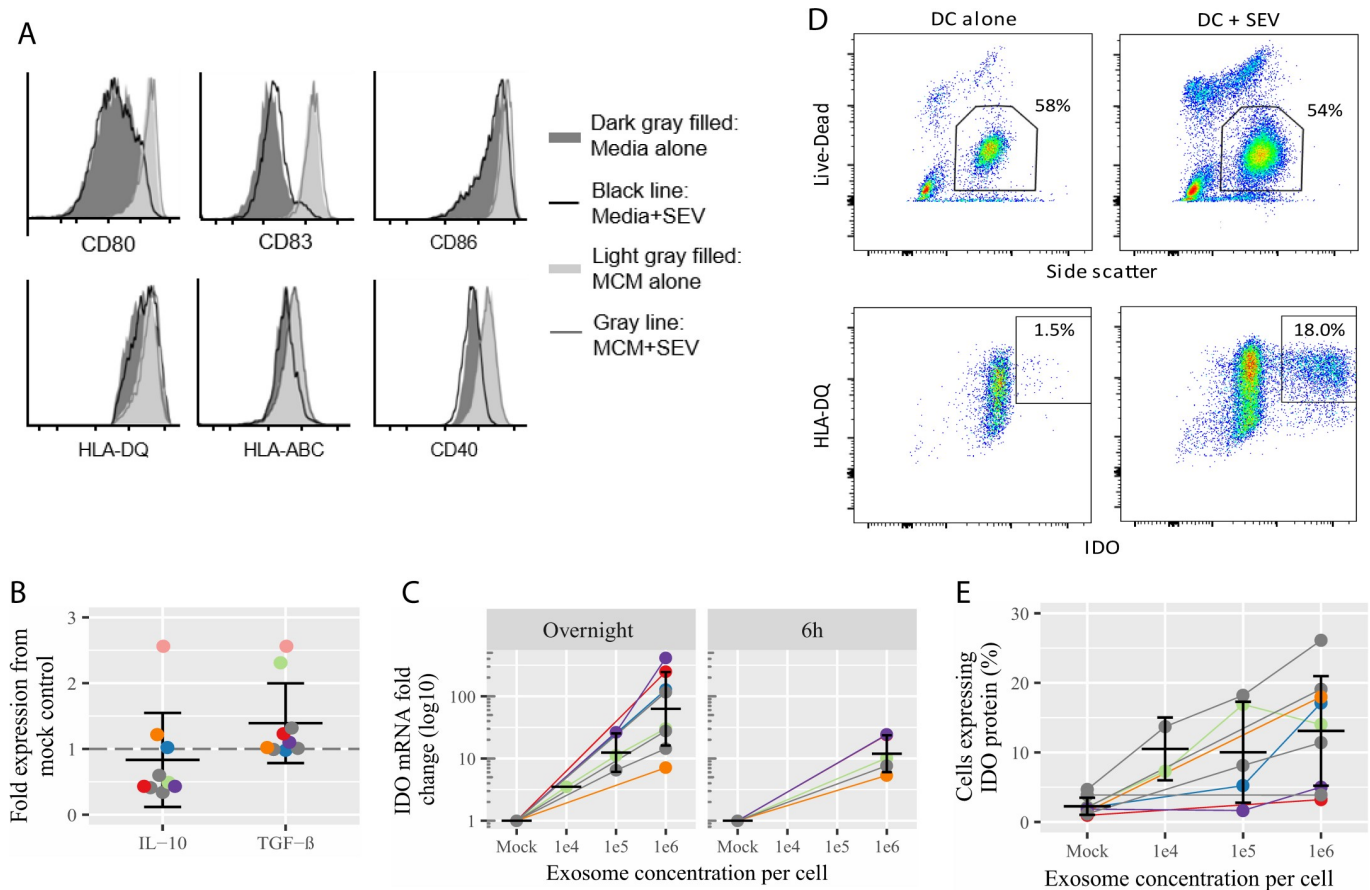 A
CD80
CD83
CD86
HLA-DQ
HLA-ABC
CD40
Dark gray filled:
Media alone
Black line:
Media+SEV
Light gray filled:
MCM alone
Gray line:
MCM+SEV
D
DC alone
DC + SEV
58%
54%
Live-Dead
Side scatter
1.5%
18.0%
HLA-DQ
IDO
B
Fold expression from
mock control
3
2
1
0
IL−10
TGF−ß
C
Overnight
6h
IDO mRNA fold
change (log10)
100
10
1
Mock
1e4
1e5
1e6
Mock
1e4
1e5
1e6
Exosome concentration per cell
E
Cells expressing
IDO protein (%)
30
20
10
0
Mock
1e4
1e5
1e6
Exosome concentration per cell